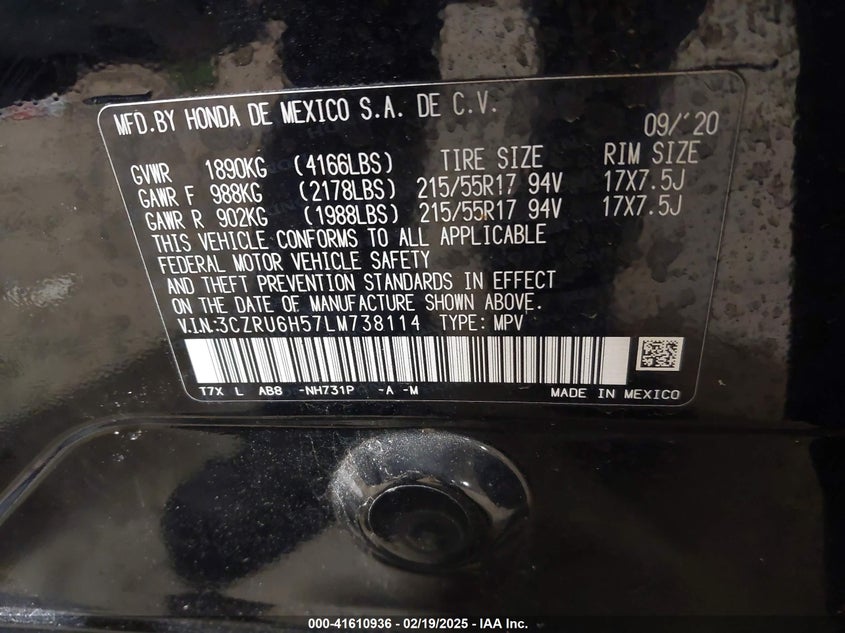 MFD.BY HONDA DE MEXICO S.A. DE C.V. 09/'20
GVWR 1890KG (4166LBS) TIRE SIZE RIM SIZE
GAWR F 988KG (2178LBS) 215/55R17 94V 17X7.5J
GAWR R 902KG (1988LBS) 215/55R17 94V 17X7.5J
THIS VEHICLE CONFORMS TO ALL APPLICABLE
FEDERAL MOTOR VEHICLE SAFETY
AND THEFT PREVENTION STANDARDS IN EFFECT
ON THE DATE OF MANUFACTURE SHOWN ABOVE.
V.I.N:3CZRU6H57LM738114 TYPE: MPV
T7X L AB8 -NH731P -A -M MADE IN MEXICO
000-41610936 - 02/19/2025 - IAA Inc.